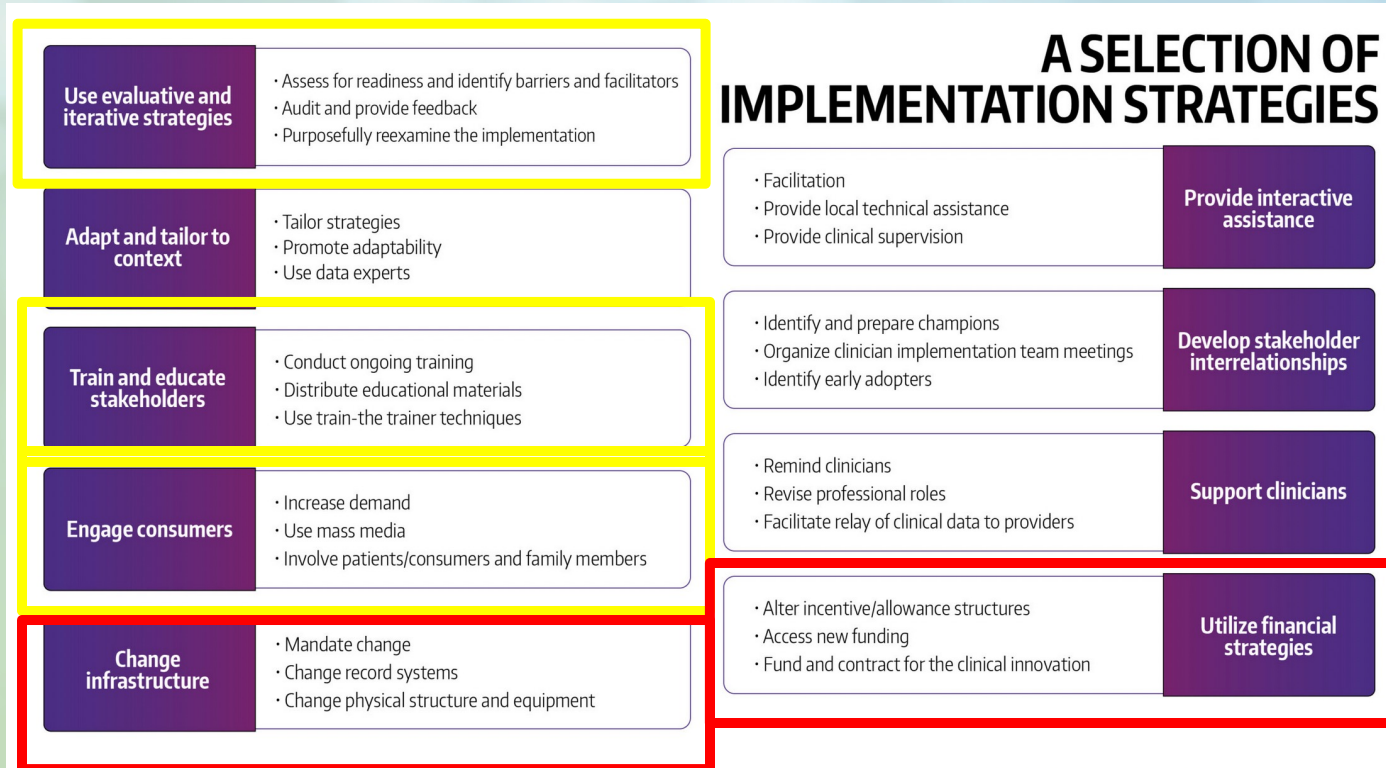 A SELECTION OF
IMPLEMENTATION STRATEGIES
Use evaluative and
iterative strategies
· Assess for readiness and identify barriers and facilitators
· Audit and provide feedback
· Purposefully reexamine the implementation
Adapt and tailor to
context
· Tailor strategies
· Promote adaptability
· Use data experts
Train and educate
stakeholders
· Conduct ongoing training
· Distribute educational materials
· Use train-the trainer techniques
Engage consumers
· Increase demand
· Use mass media
· Involve patients/consumers and family members
Change
infrastructure
· Mandate change
· Change record systems
· Change physical structure and equipment
· Facilitation
· Provide local technical assistance
· Provide clinical supervision
Provide interactive
assistance
· Identify and prepare champions
· Organize clinician implementation team meetings
· Identify early adopters
Develop stakeholder
interrelationships
· Remind clinicians
· Revise professional roles
· Facilitate relay of clinical data to providers
Support clinicians
· Alter incentive/allowance structures
· Access new funding
· Fund and contract for the clinical innovation
Utilize financial
strategies